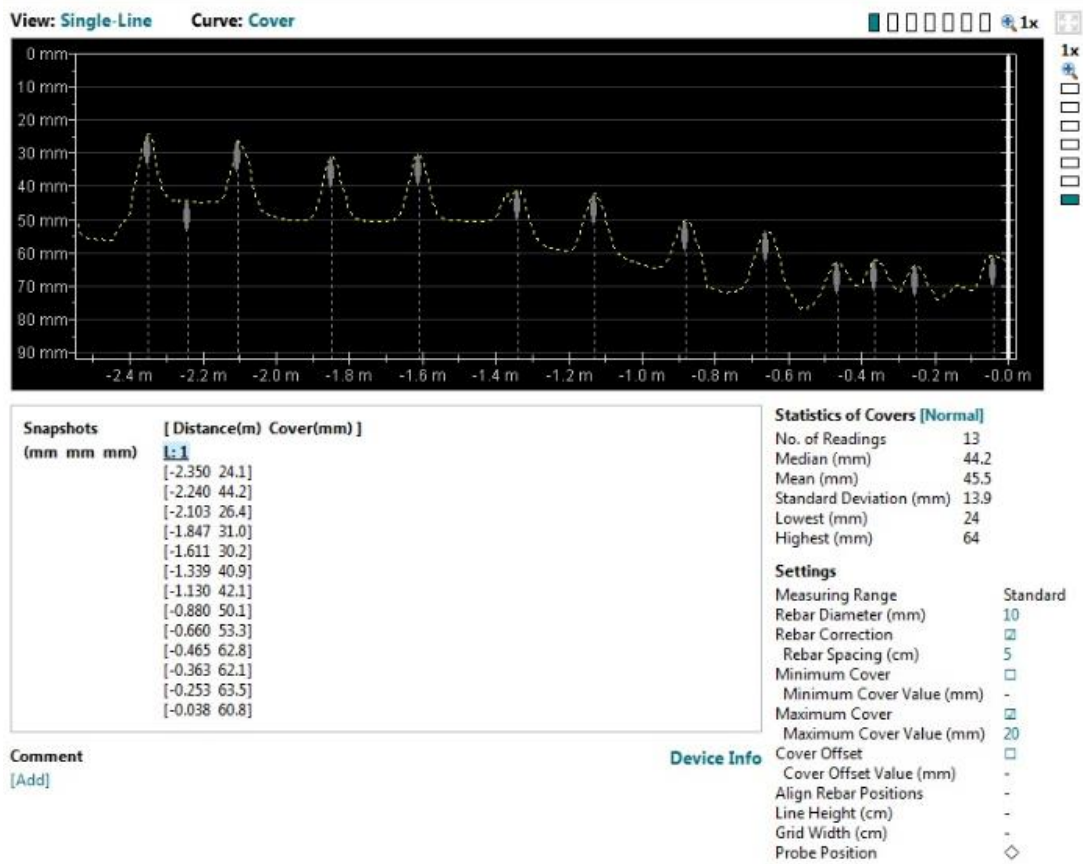 View: Single-Line Curve: Cover 1x
1x
0 mm
10 mm
20 mm
30 mm
40 mm
50 mm
60 mm
70 mm
80 mm
90 mm
-2.4 m -2.2 m -2.0 m -1.8 m -1.6 m -1.4 m -1.2 m -1.0 m -0.8 m -0.6 m -0.4 m -0.2 m -0.0 m
Snapshots [ Distance(m) Cover(mm) ]
(mm mm mm) L: 1
[-2.350 24.1]
[-2.240 44.2]
[-2.103 26.4]
[-1.847 31.0]
[-1.611 30.2]
[-1.339 40.9]
[-1.130 42.1]
[-0.880 50.1]
[-0.660 53.3]
[-0.465 62.8]
[-0.363 62.1]
[-0.253 63.5]
[-0.038 60.8]
Comment
[Add]
Device Info
Statistics of Covers [Normal]
No. of Readings 13
Median (mm) 44.2
Mean (mm) 45.5
Standard Deviation (mm) 13.9
Lowest (mm) 24
Highest (mm) 64
Settings
Measuring Range Standard
Rebar Diameter (mm) 10
Rebar Correction ☑
Rebar Spacing (cm) 5
Minimum Cover ☐
Minimum Cover Value (mm) -
Maximum Cover ☑
Maximum Cover Value (mm) 20
Cover Offset ☐
Cover Offset Value (mm) -
Align Rebar Positions -
Line Height (cm) -
Grid Width (cm) -
Probe Position ◇